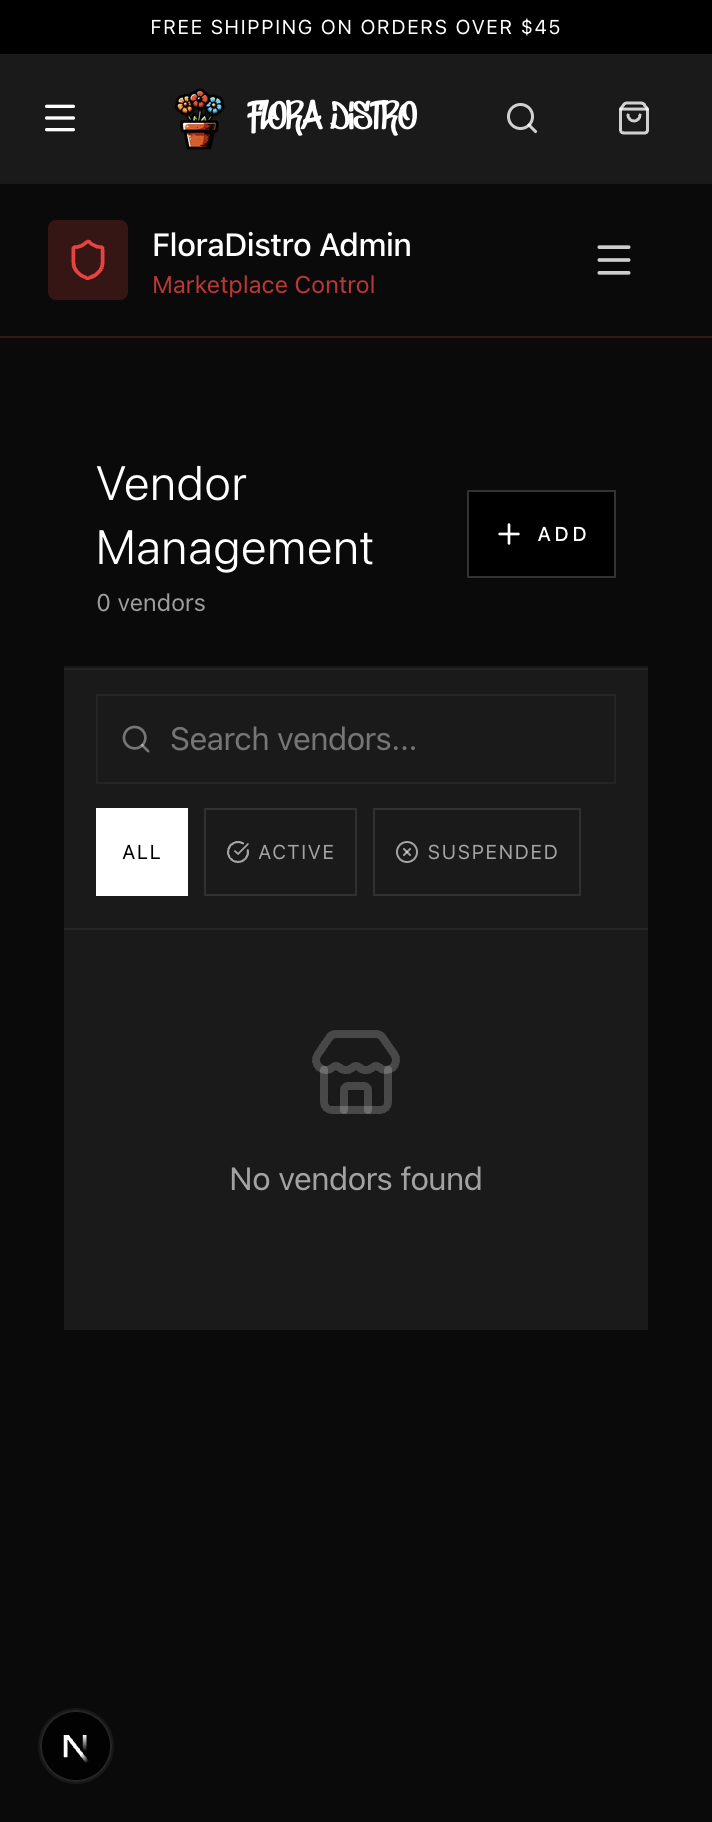 FREE SHIPPING ON ORDERS OVER $45
FLORA DISTRO
FloraDistro Admin
Marketplace Control
Vendor
Management
ADD
0 vendors
Search vendors...
ALL
ACTIVE
SUSPENDED
No vendors found
N